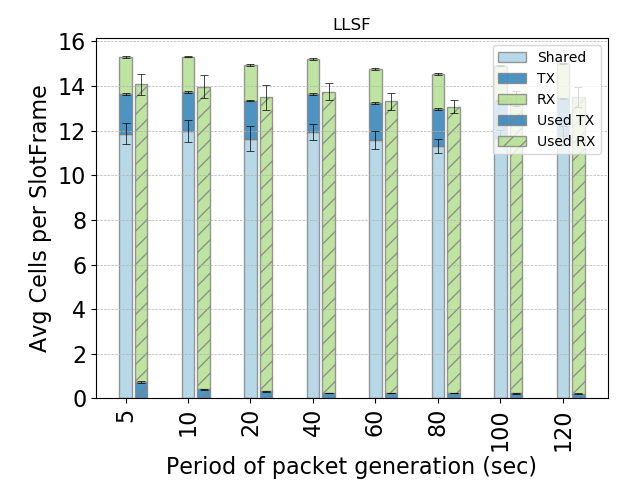 LLSF
Avg Cells per SlotFrame
16
14
12
10
8
6
4
2
0
Shared
TX
RX
Used TX
Used RX
5
10
20
40
60
80
100
120
Period of packet generation (sec)